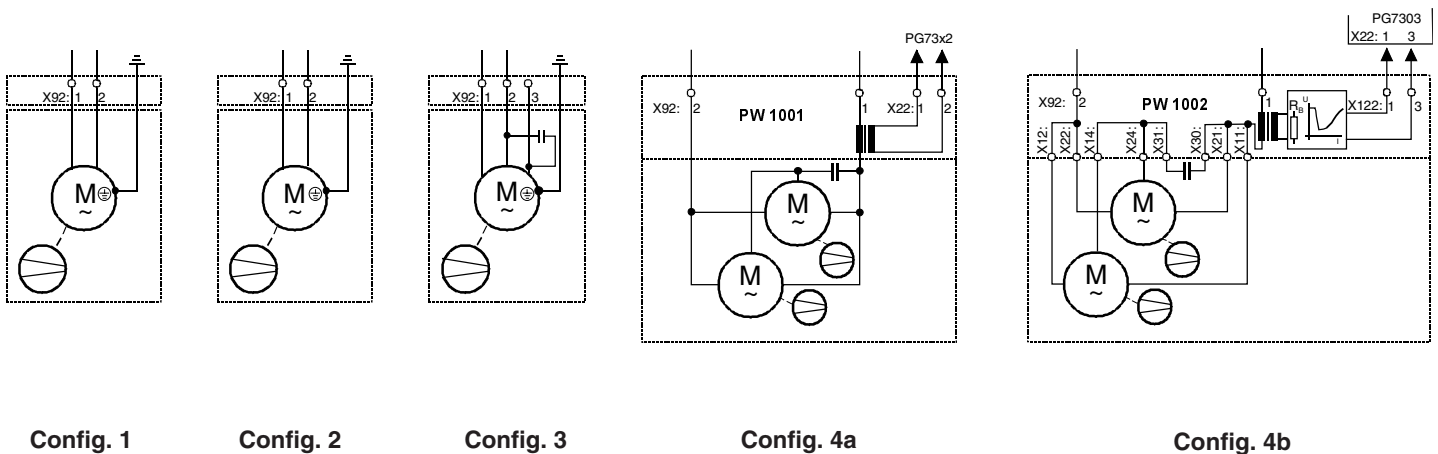 X92: 1 2
M
~
Config. 1
X92: 1 2
M
~
Config. 2
X92: 1 2 3
M
~
Config. 3
PG73x2
X92: 2
PW 1001
1
X22: 1 2
M
~
M
~
Config. 4a
PG7303
X22: 1 3
X92: 2
PW 1002
1
RB
U
I
X122: 1 3
X12:
X22:
X14:
X24:
X31:
X30:
X21:
X11:
M
~
M
~
Config. 4b